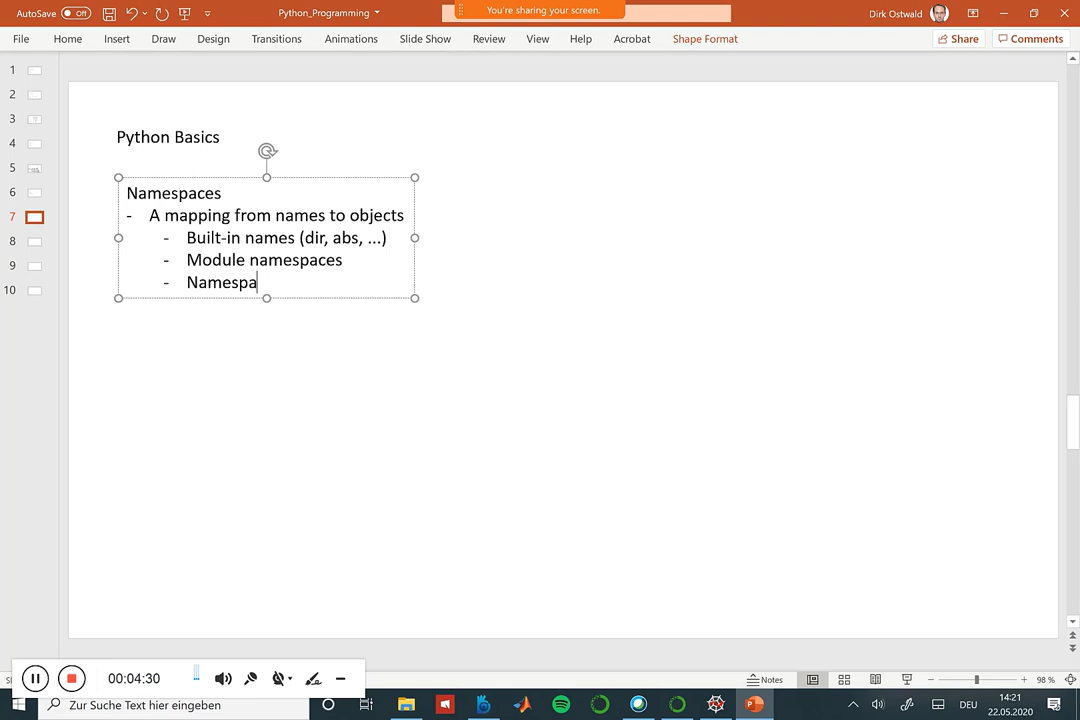 AutoSave Off Python_Programming You're sharing your screen. Dirk Ostwald
File Home Insert Draw Design Transitions Animations Slide Show Review View Help Acrobat Shape Format Share Comments
1
2
3
4
5
6
7
8
9
10
Python Basics
Namespaces
- A mapping from names to objects
- Built-in names (dir, abs, ...)
- Module namespaces
- Namespa
00:04:30
Notes 98 %
Zur Suche Text hier eingeben
DEU
14:21
22.05.2020